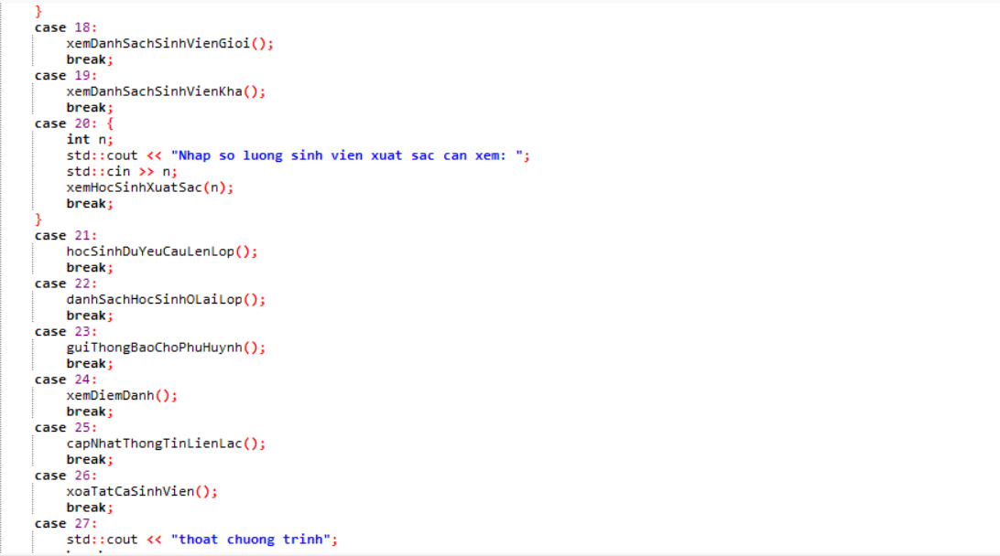 }
case 18:
xemDanhSachSinhVienGioi();
break;
case 19:
xemDanhSachSinhVienKha();
break;
case 20: {
int n;
std::cout << "Nhap so luong sinh vien xuat sac can xem: ";
std::cin >> n;
xemHocSinhXuatSac(n);
break;
}
case 21:
hocSinhDuYeuCauLenLop();
break;
case 22:
danhSachHocSinhOLaiLop();
break;
case 23:
guiThongBaoChoPhuHuynh();
break;
case 24:
xemDiemDanh();
break;
case 25:
capNhatThongTinLienLac();
break;
case 26:
xoaTatCaSinhVien();
break;
case 27:
std::cout << "thoat chuong trinh";